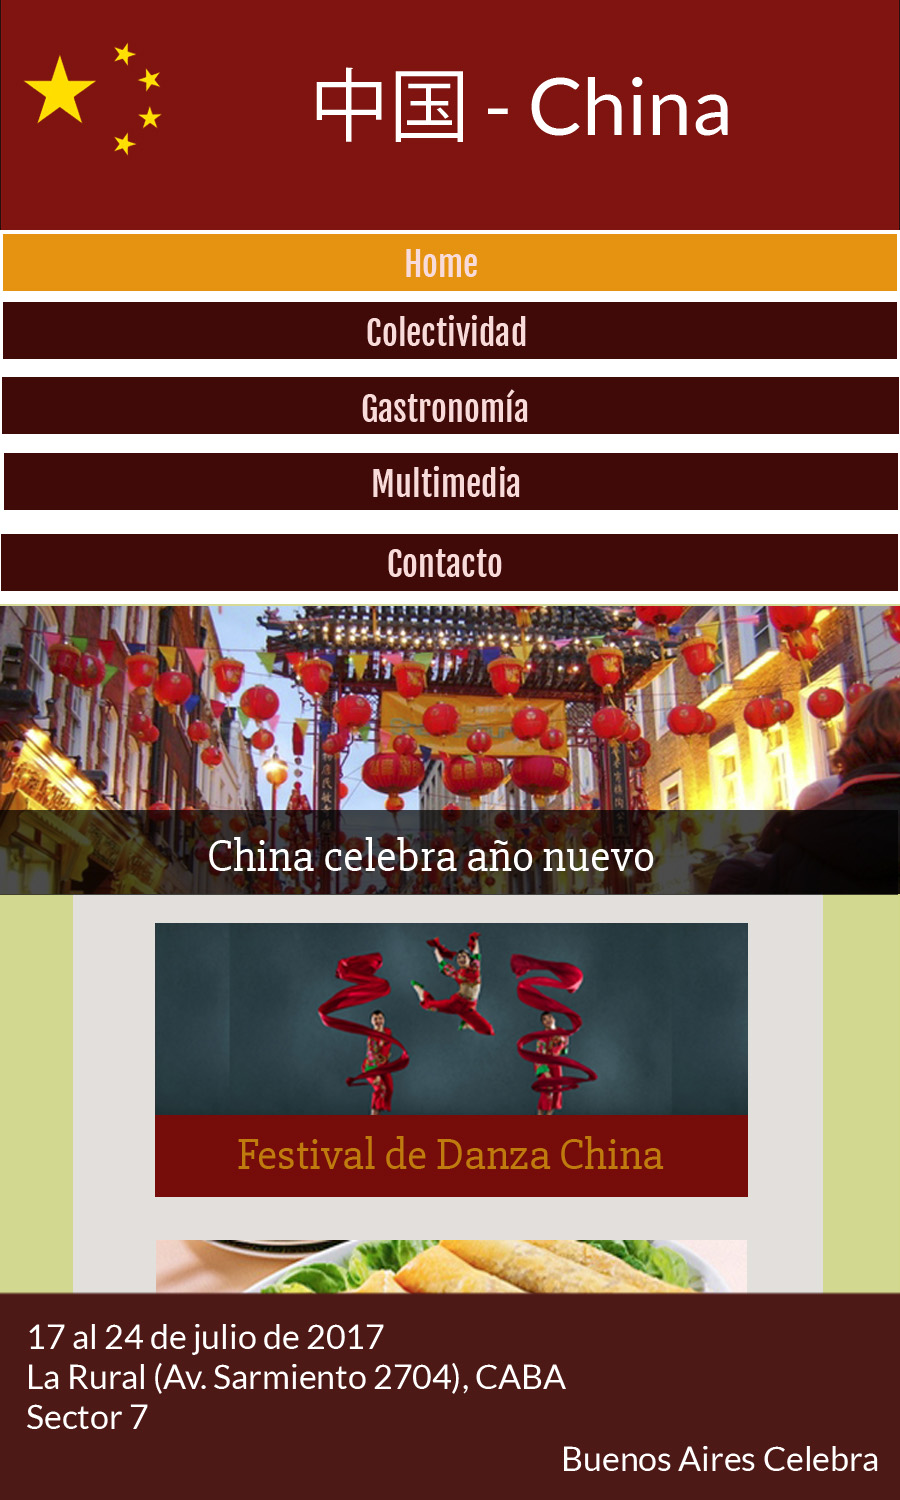 中国 - China
Home
Colectividad
Gastronomía
Multimedia
Contacto
China celebra año nuevo
Festival de Danza China
17 al 24 de julio de 2017
La Rural (Av. Sarmiento 2704), CABA
Sector 7
Buenos Aires Celebra